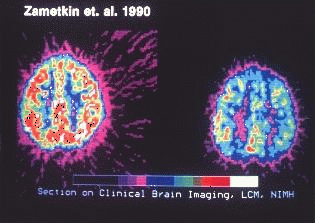 Zametkin et. al. 1990
Section on Clinical Brain Imaging, LCM, NIMH